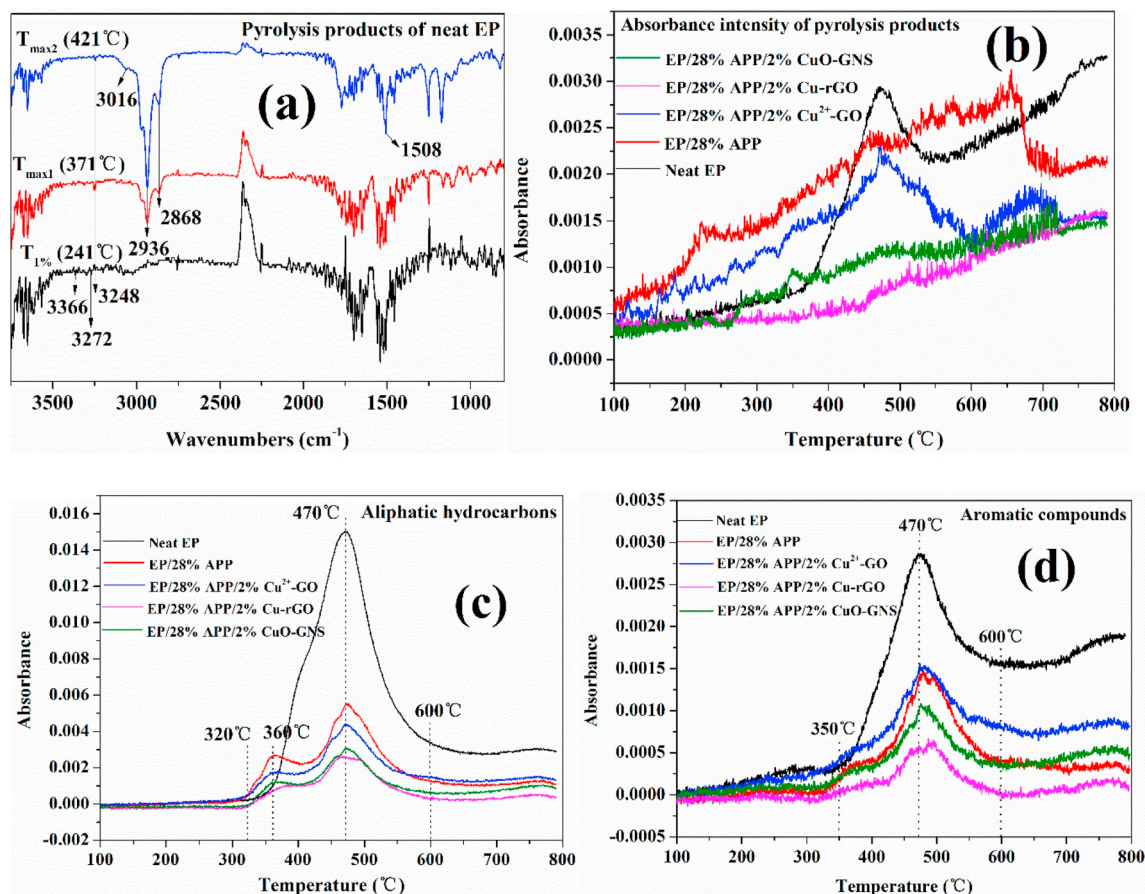 Pyrolysis products of neat EP
(a)
Tmax2 (421℃)
3016
1508
Tmax1 (371℃)
2868
2936
T1% (241℃)
3366
3248
3272
3500 3000 2500 2000 1500 1000
Wavenumbers (cm-1)
Absorbance intensity of pyrolysis products
(b)
EP/28% APP/2% CuO-GNS
EP/28% APP/2% Cu-rGO
EP/28% APP/2% Cu2+-GO
EP/28% APP
Neat EP
0.0035
0.0030
0.0025
0.0020
0.0015
0.0010
0.0005
0.0000
Absorbance
100 200 300 400 500 600 700 800
Temperature (℃)
Aliphatic hydrocarbons
(c)
470℃
Neat EP
EP/28% APP
EP/28% APP/2% Cu2+-GO
EP/28% APP/2% Cu-rGO
EP/28% APP/2% CuO-GNS
320℃
360℃
600℃
0.016
0.014
0.012
0.010
0.008
0.006
0.004
0.002
0.000
-0.002
Absorbance
100 200 300 400 500 600 700 800
Temperature (℃)
Aromatic compounds
(d)
470℃
Neat EP
EP/28% APP
EP/28% APP/2% Cu2+-GO
EP/28% APP/2% Cu-rGO
EP/28% APP/2% CuO-GNS
350℃
600℃
0.0035
0.0030
0.0025
0.0020
0.0015
0.0010
0.0005
0.0000
-0.0005
Absorbance
100 200 300 400 500 600 700 800
Temperature (℃)